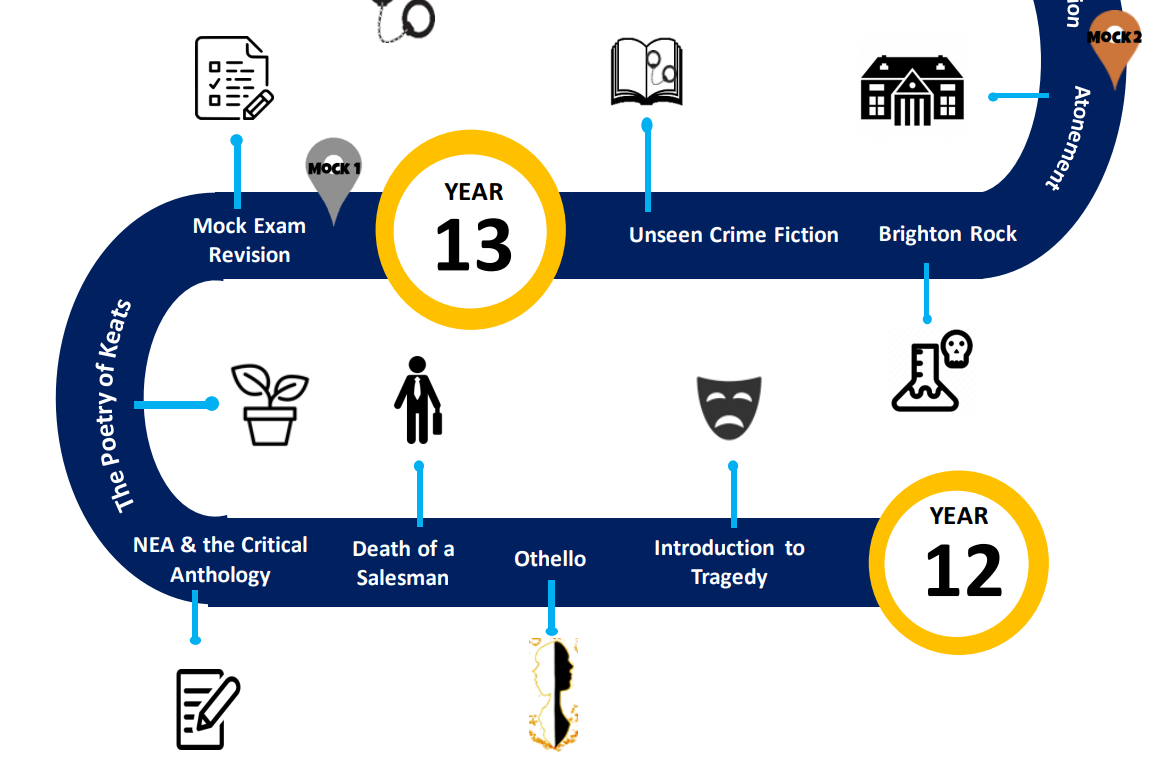 ion
MOCK 2
Atonement
MOCK 1
YEAR
13
Mock Exam
Revision
Unseen Crime Fiction
Brighton Rock
The Poetry of Keats
YEAR
12
NEA & the Critical
Anthology
Death of a
Salesman
Othello
Introduction to
Tragedy